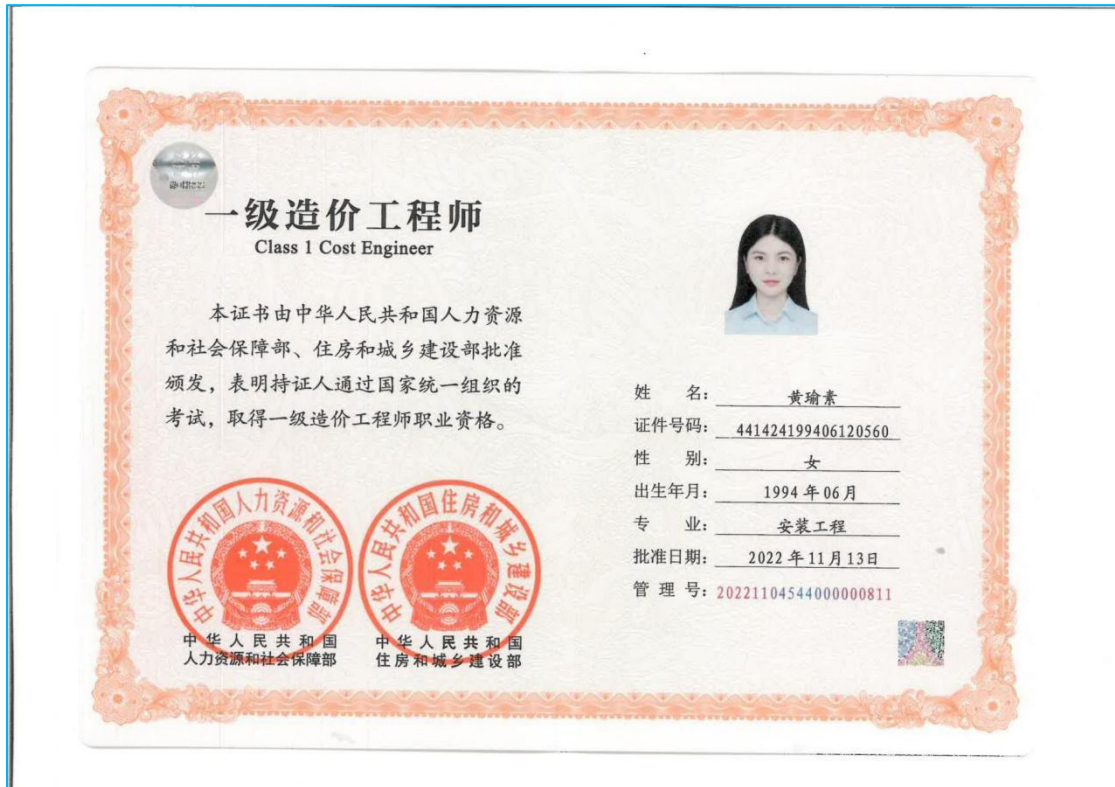 一级造价工程师
Class 1 Cost Engineer
本证书由中华人民共和国人力资源
和社会保障部、住房和城乡建设部批准
颁发，表明持证人通过国家统一组织的
考试，取得一级造价工程师职业资格。
中华人民共和国人力资源和社会保障部
中华人民共和国
人力资源和社会保障部
中华人民共和国住房和城乡建设部
中华人民共和国
住房和城乡建设部
姓 名： 黄瑜素
证件号码： 441424199406120560
性 别： 女
出生年月： 1994年06月
专 业： 安装工程
批准日期： 2022年11月13日
管 理 号： 20221104544000000811